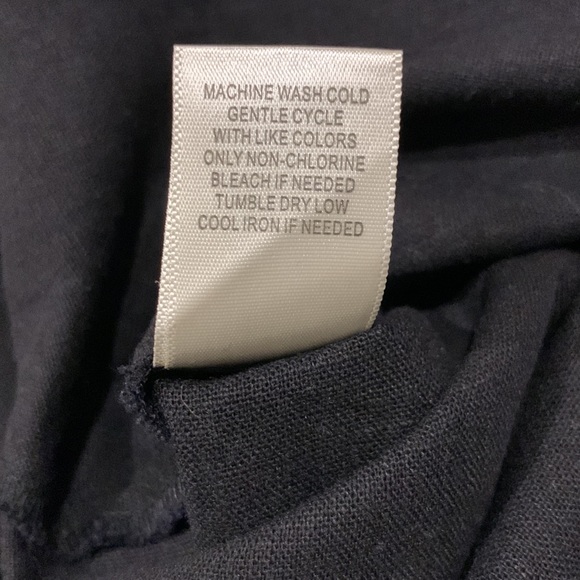 MACHINE WASH COLD
GENTLE CYCLE
WITH LIKE COLORS
ONLY NON-CHLORINE
BLEACH IF NEEDED
TUMBLE DRY LOW
COOL IRON IF NEEDED